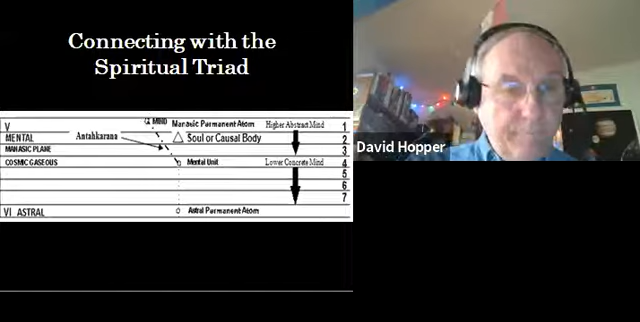 Connecting with the
Spiritual Triad
V
MIND
Manasic Permanent Atom
Higher Abstract Mind
1
MENTAL
Antahkarana
Soul or Causal Body
2
MANASIC PLANE
3
COSMIC GASEOUS
Mental Unit
Lower Concrete Mind
4
5
6
7
VI ASTRAL
Astral Permanent Atom
David Hopper